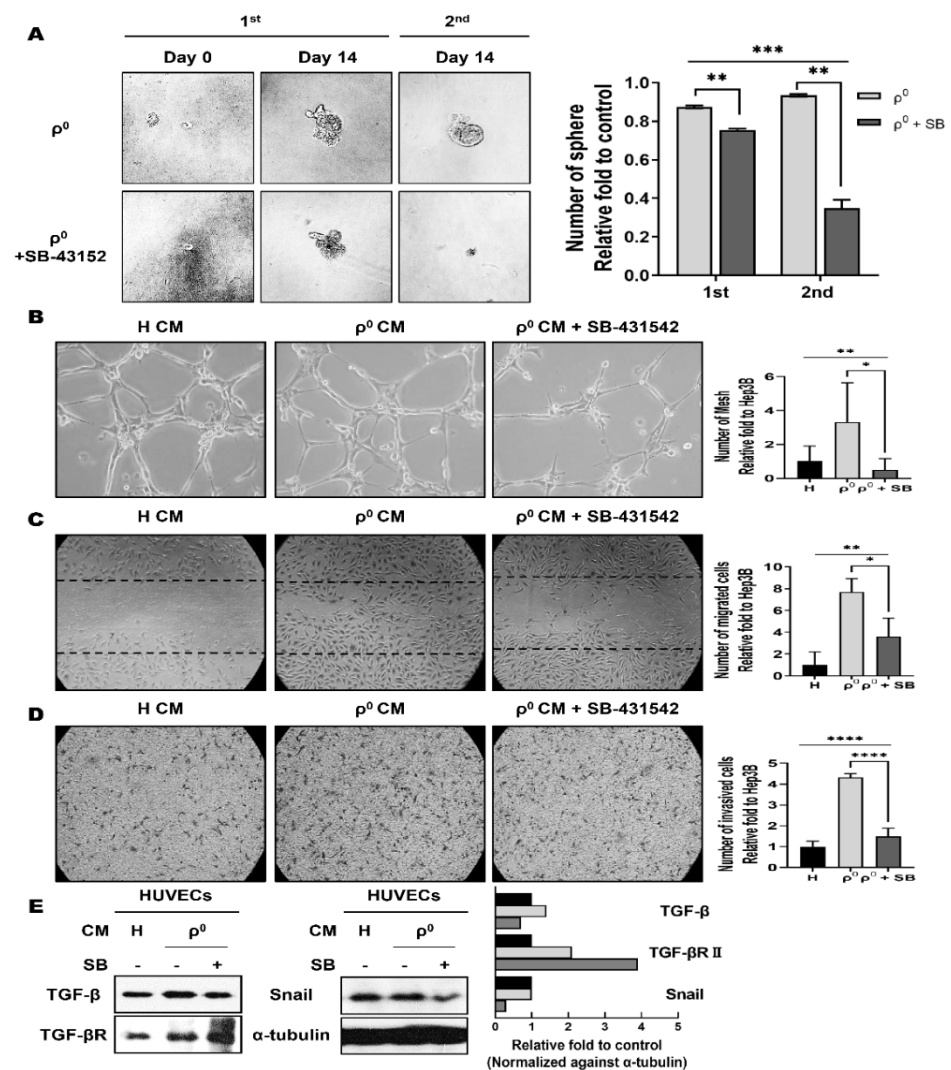 A
1st
2nd
Day 0
Day 14
Day 14
ρ⁰
ρ⁰
+SB-43152
Number of sphere
Relative fold to control
1.0
0.8
0.6
0.4
0.2
0.0
***
**
**
1st
2nd
ρ⁰
ρ⁰ + SB
B
H CM
ρ⁰ CM
ρ⁰ CM + SB-431542
Number of Mesh
Relative fold to Hep3B
6
4
2
0
**
*
H
ρ⁰
ρ⁰ + SB
C
H CM
ρ⁰ CM
ρ⁰ CM + SB-431542
Number of migrated cells
Relative fold to Hep3B
10
8
6
4
2
0
**
*
H
ρ⁰
ρ⁰ + SB
D
H CM
ρ⁰ CM
ρ⁰ CM + SB-431542
Number of invasived cells
Relative fold to Hep3B
5
4
3
2
1
0
****
****
H
ρ⁰
ρ⁰ + SB
E
HUVECs
CM H ρ⁰
SB - - +
TGF-β
TGF-βR
HUVECs
CM H ρ⁰
SB - - +
Snail
α-tubulin
TGF-β
TGF-βR II
Snail
0 1 2 3 4 5
Relative fold to control
(Normalized against α-tubulin)